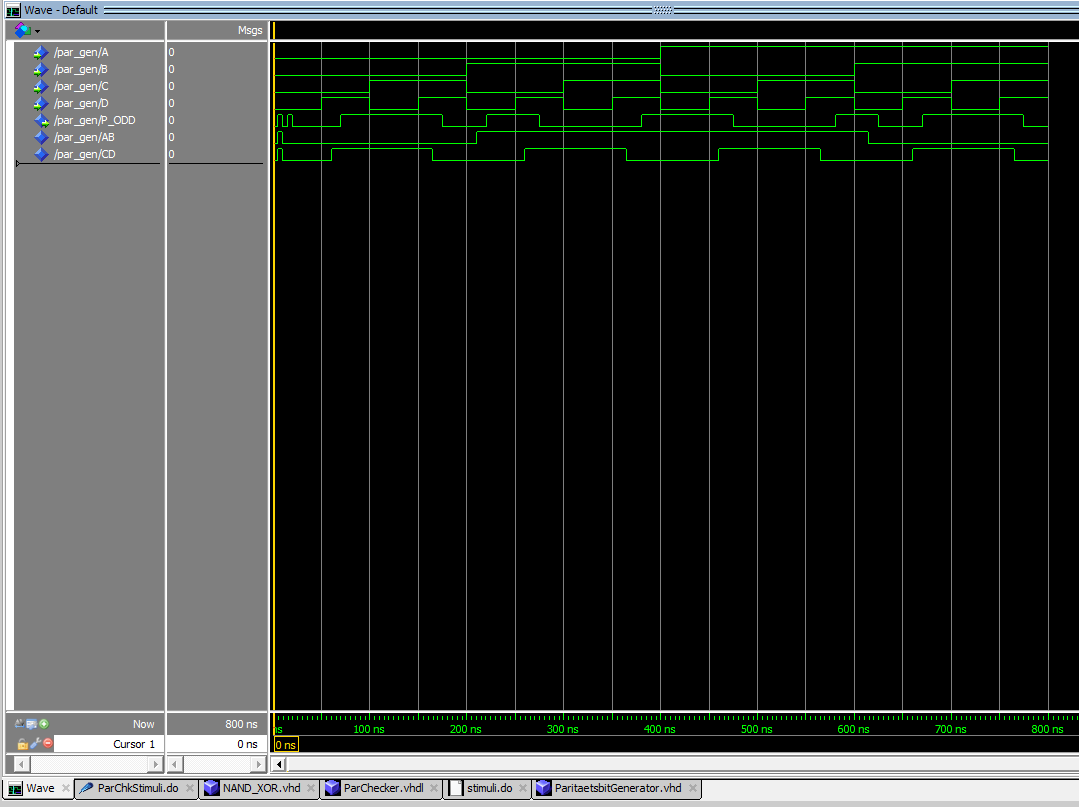 Wave - Default
Msgs
/par_gen/A 0
/par_gen/B 0
/par_gen/C 0
/par_gen/D 0
/par_gen/P_ODD 0
/par_gen/AB 0
/par_gen/CD 0
Now 800 ns
ns 100 ns 200 ns 300 ns 400 ns 500 ns 600 ns 700 ns 800 ns
Cursor 1 0 ns 0 ns
Wave ParChkStimuli.do NAND_XOR.vhd ParChecker.vhdl stimuli.do ParitaetsbitGenerator.vhd